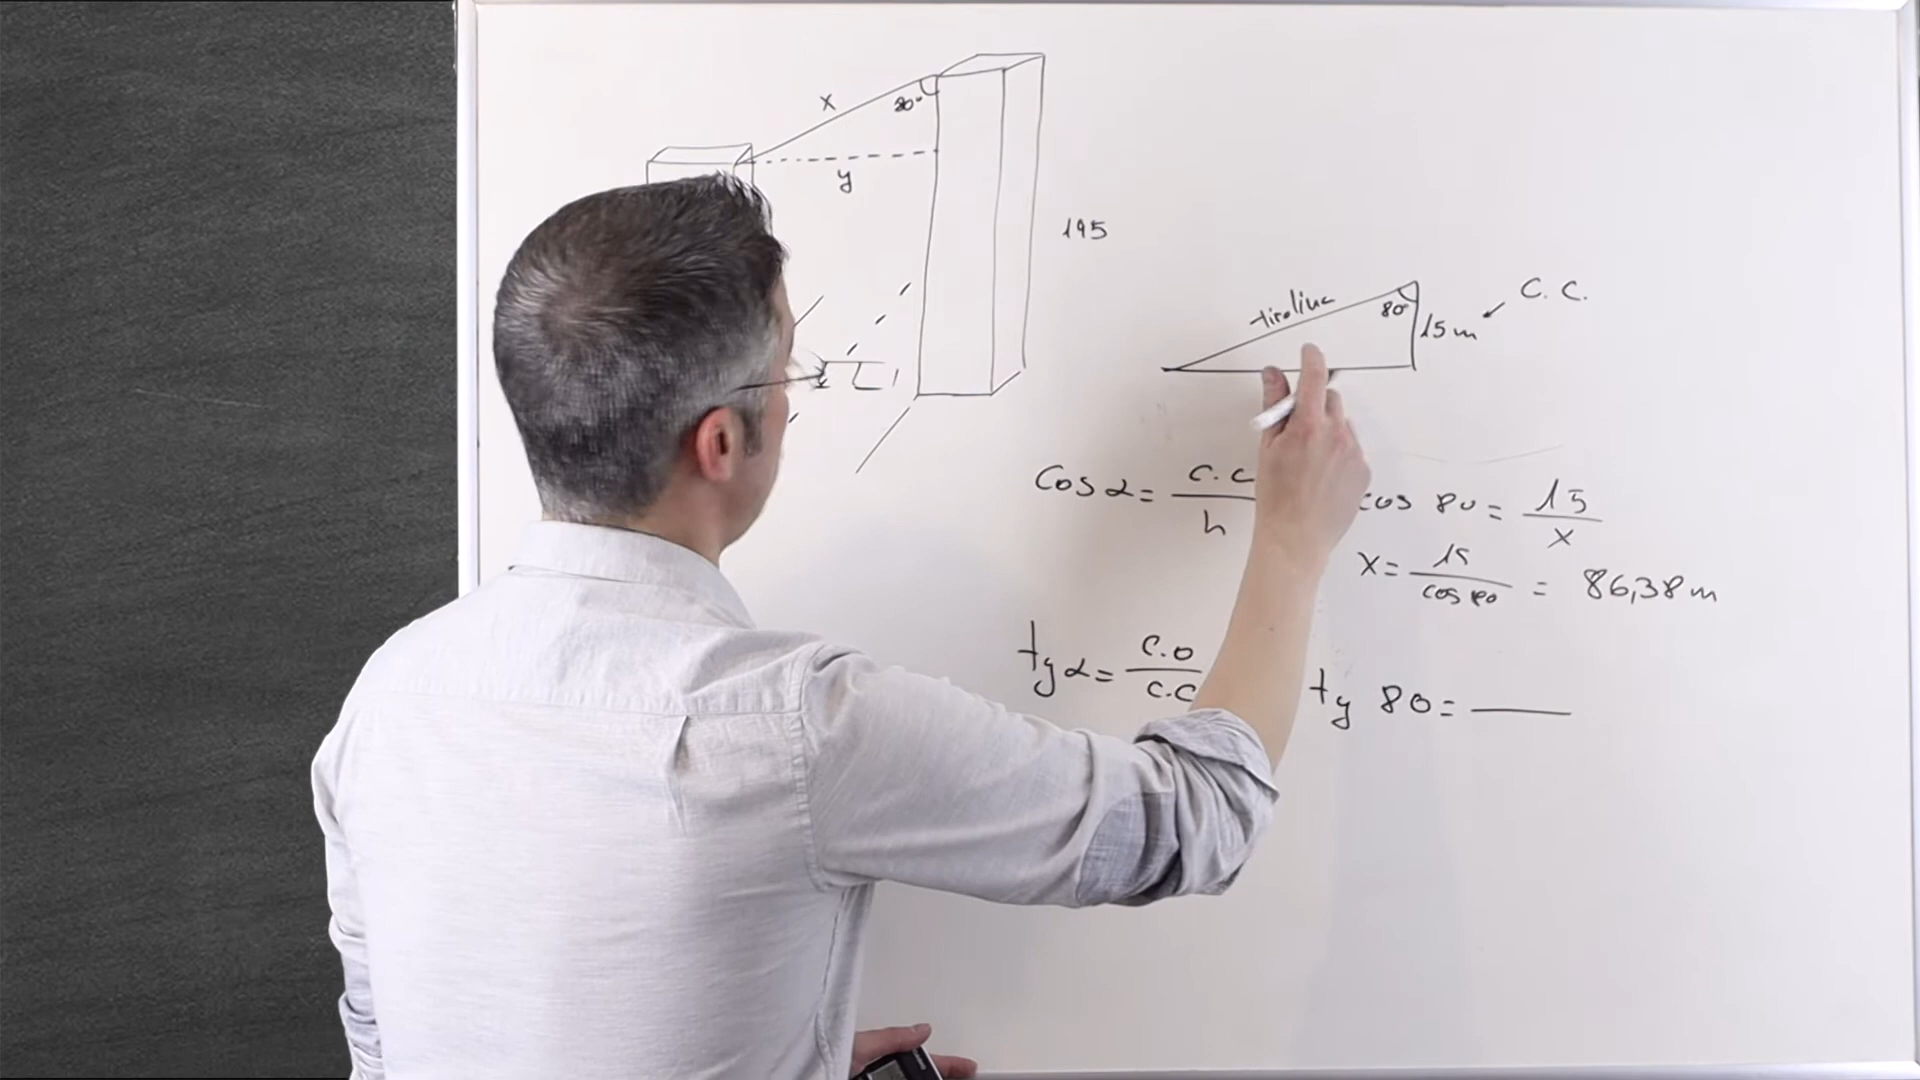 x
80°
y
195
tirolina
80°
15 m
C. C.
Cos α = c.c / h
cos 80 = 15 / x
x = 15 / cos 80 = 86,38 m
tg α = c.o / c.c
tg 80 =